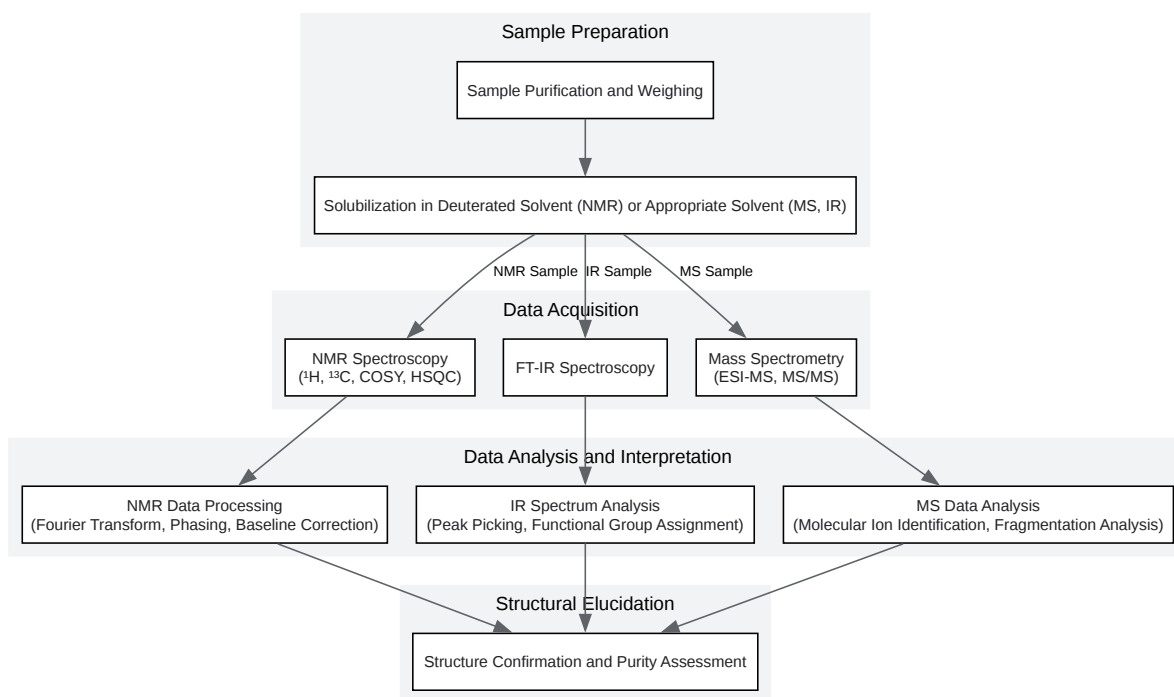 Sample Preparation
Sample Purification and Weighing
Solubilization in Deuterated Solvent (NMR) or Appropriate Solvent (MS, IR)
NMR Sample
IR Sample
MS Sample
Data Acquisition
NMR Spectroscopy
(¹H, ¹³C, COSY, HSQC)
FT-IR Spectroscopy
Mass Spectrometry
(ESI-MS, MS/MS)
Data Analysis and Interpretation
NMR Data Processing
(Fourier Transform, Phasing, Baseline Correction)
IR Spectrum Analysis
(Peak Picking, Functional Group Assignment)
MS Data Analysis
(Molecular Ion Identification, Fragmentation Analysis)
Structural Elucidation
Structure Confirmation and Purity Assessment